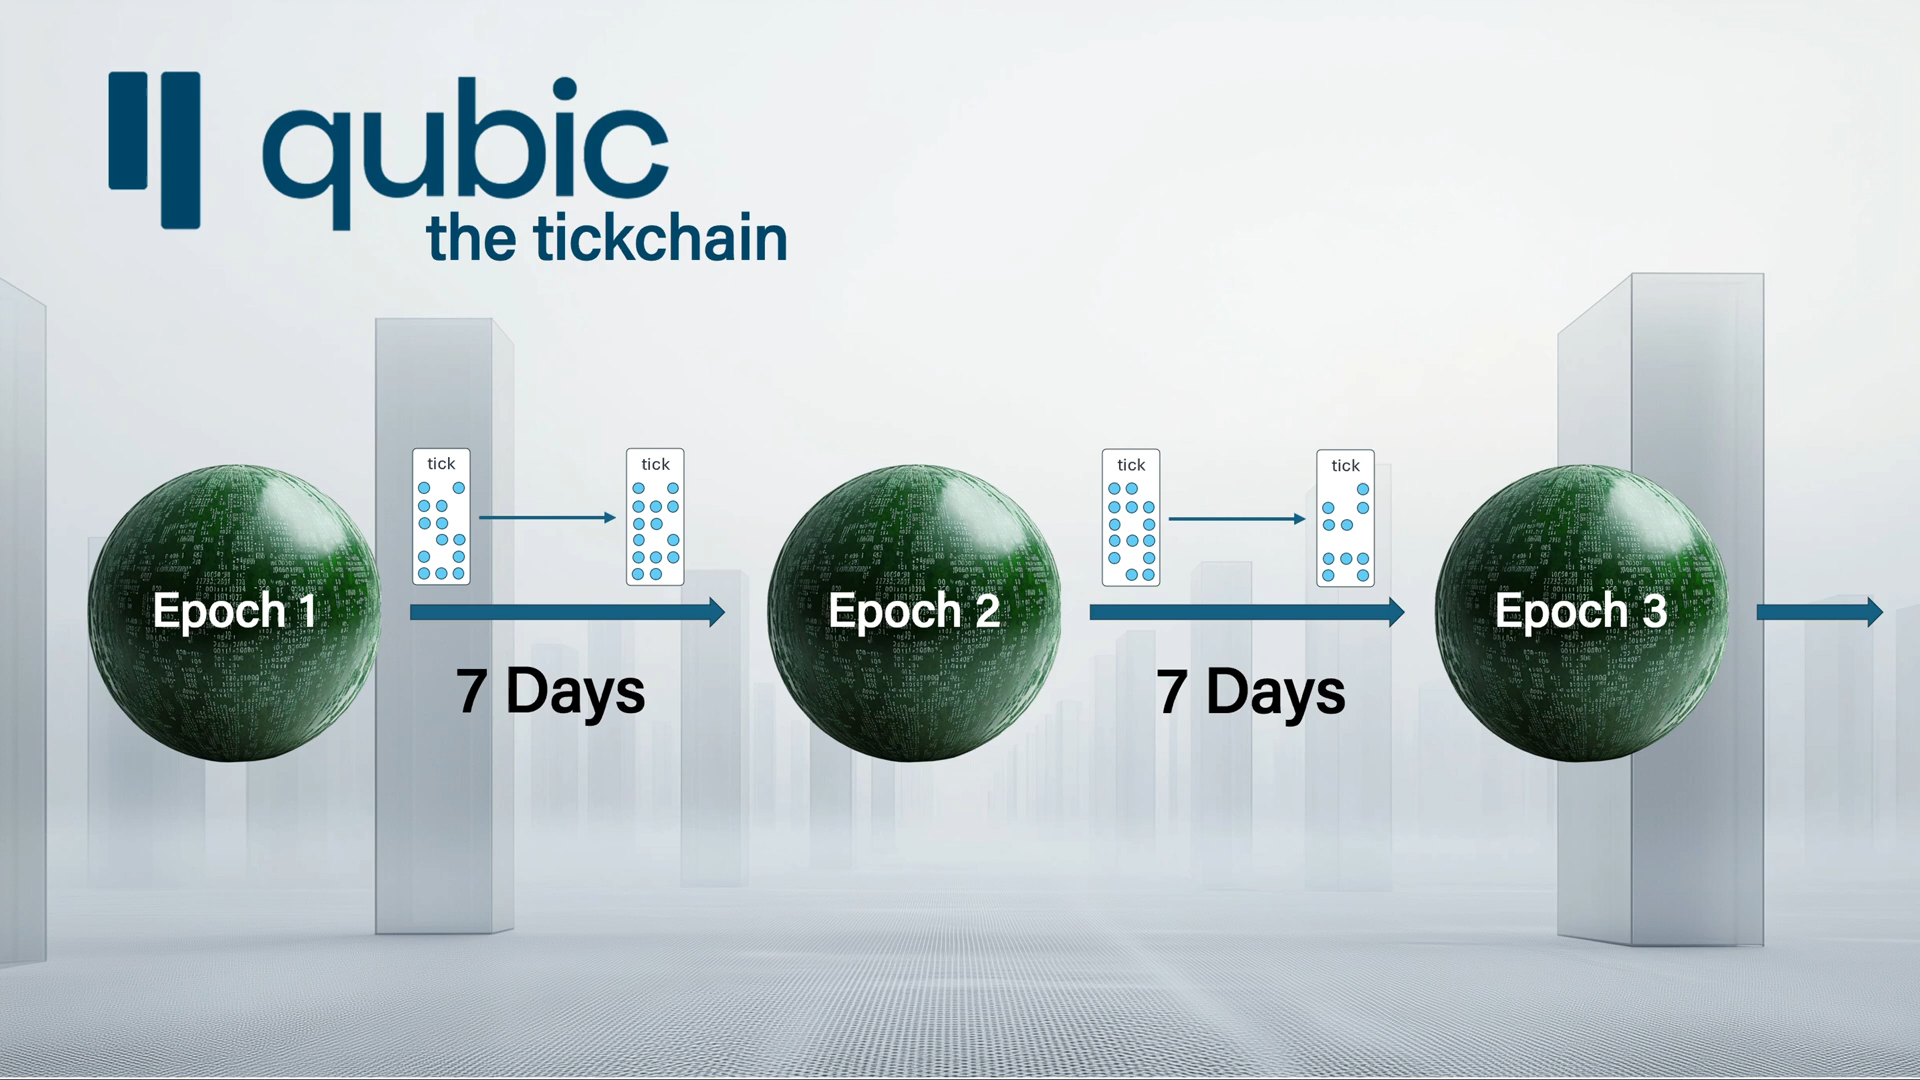 qubic
the tickchain
tick
tick
tick
tick
Epoch 1
Epoch 2
Epoch 3
7 Days
7 Days